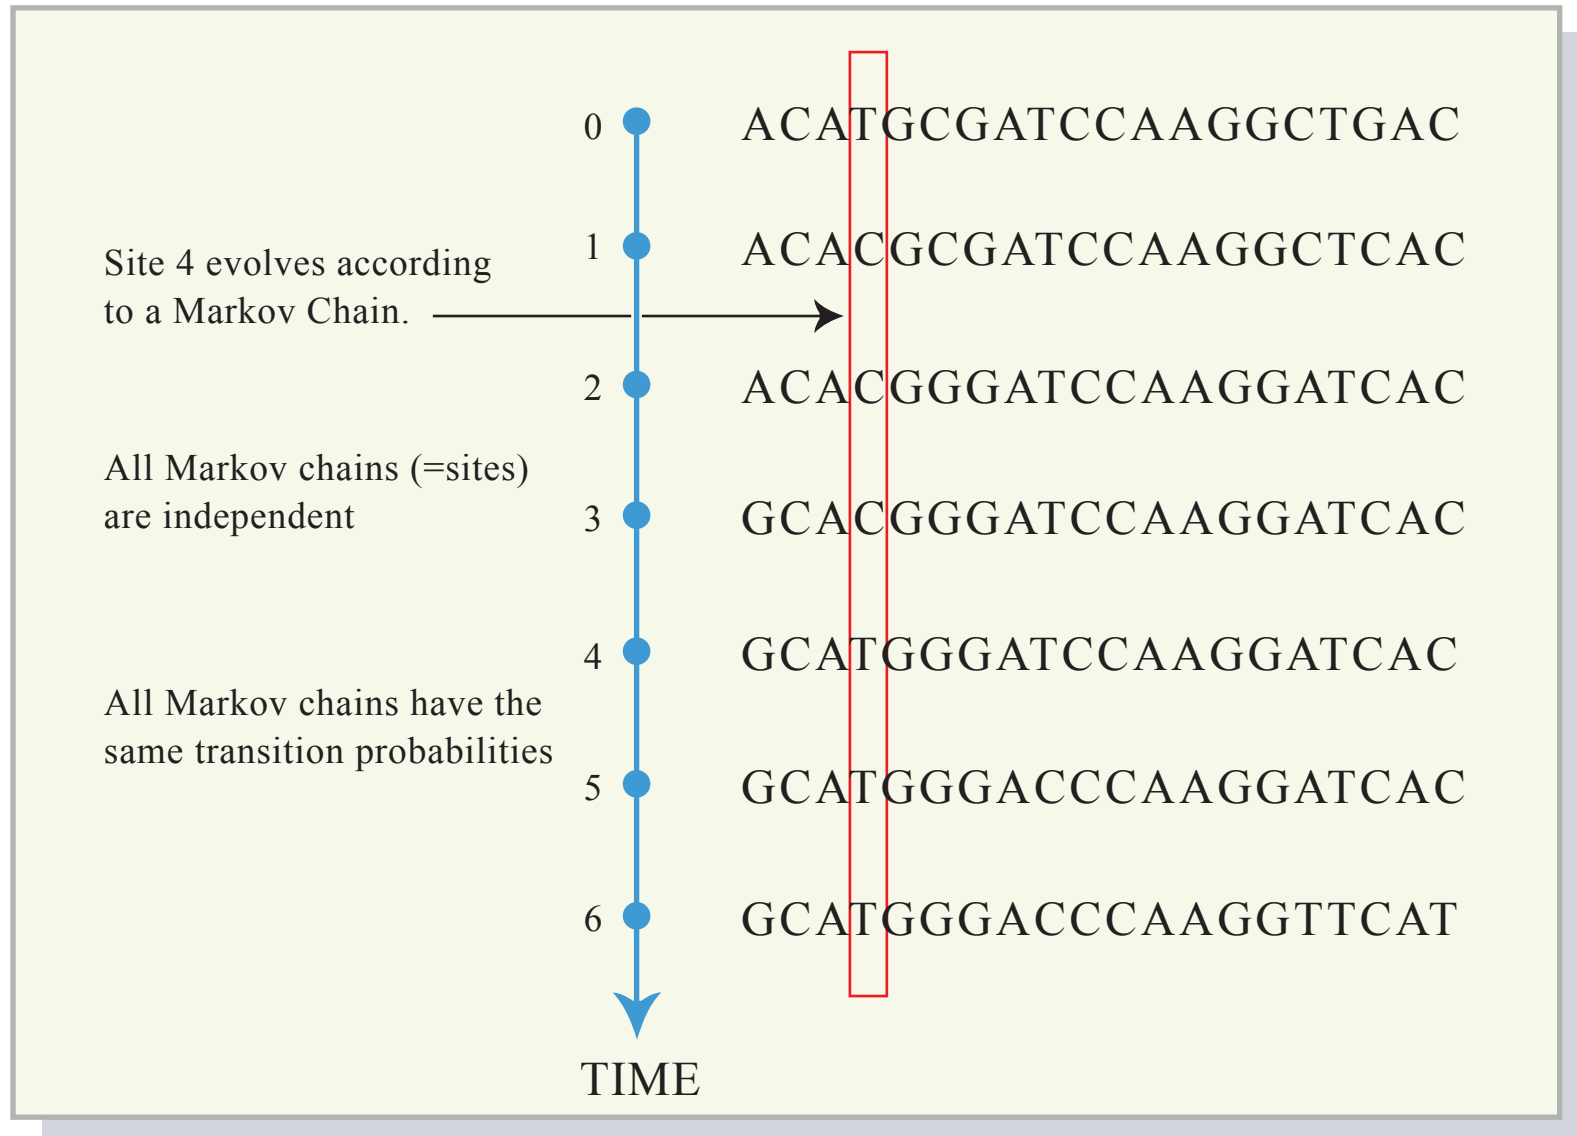 0 ACATGCGATCCAAGGCTGAC
1 ACACGCGATCCAAGGCTCAC
Site 4 evolves according
to a Markov Chain.
2 ACACGGGATCCAAGGATCAC
All Markov chains (=sites)
are independent
3 GCACGGGATCCAAGGATCAC
4 GCATGGGATCCAAGGATCAC
All Markov chains have the
same transition probabilities
5 GCATGGGACCCAAGGATCAC
6 GCATGGGACCCAAGGTTCAT
TIME